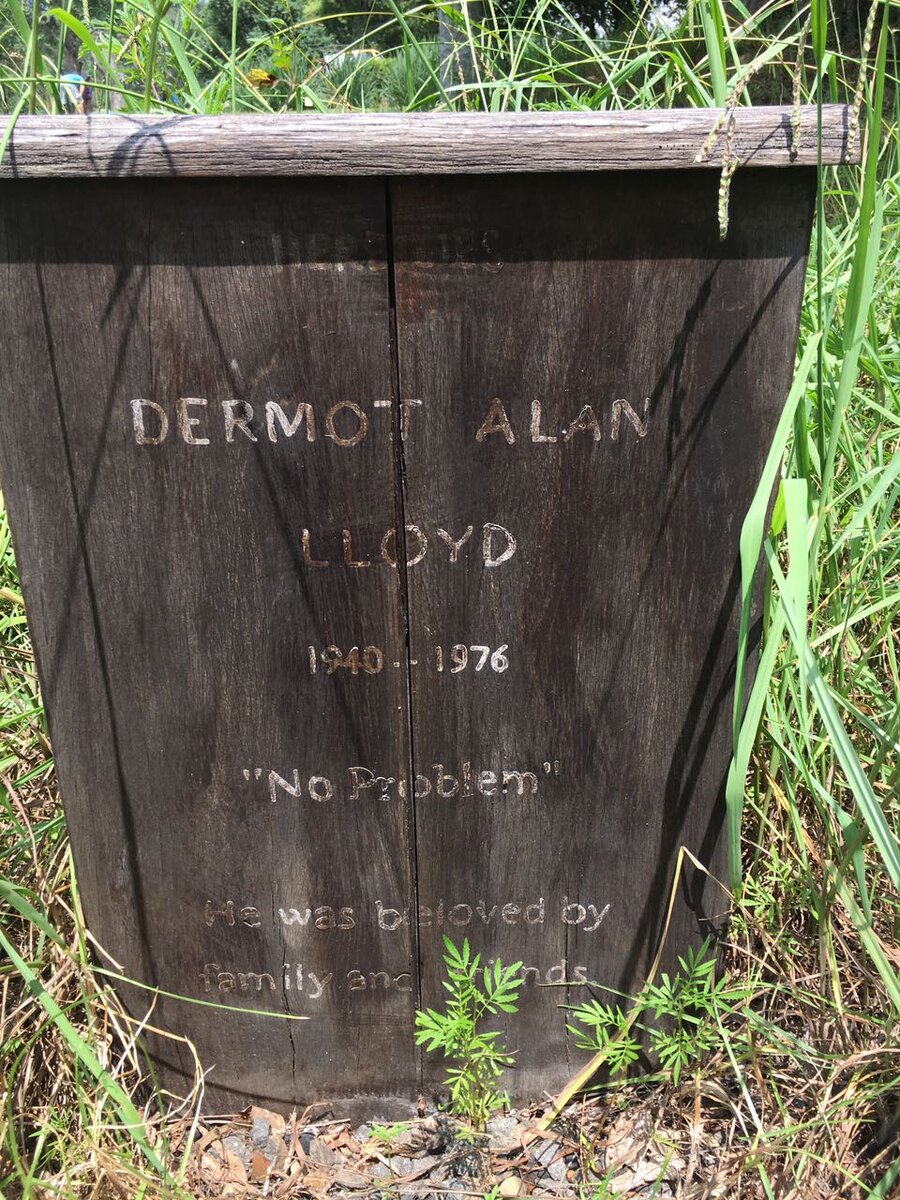 DERMOT ALAN
LLOYD
1940 - 1976
"No Problem"
He was beloved by
family and